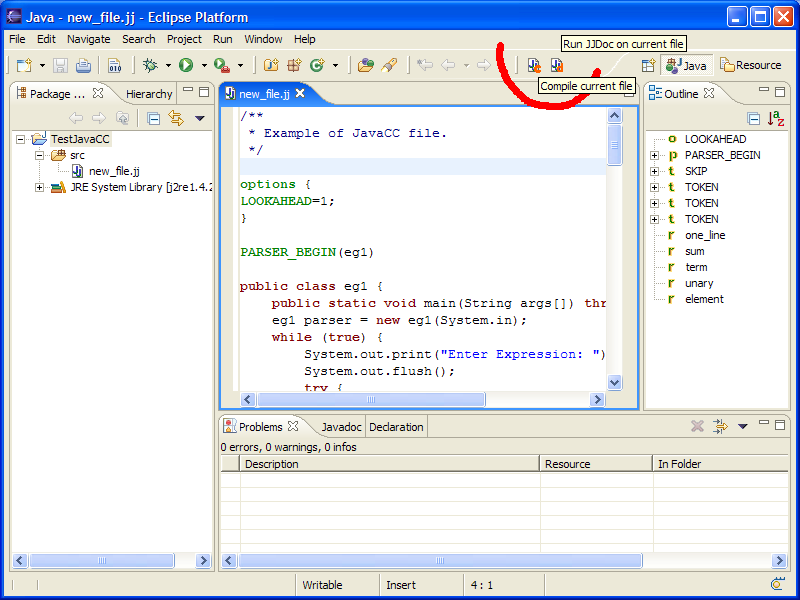 Java - new_file.jj - Eclipse Platform
File Edit Navigate Search Project Run Window Help
Run JJDoc on current file
010
Java Resource
Compile current file
Package ... Hierarchy
new_file.jj
Outline
TestJavaCC
src
new_file.jj
JRE System Library [j2re1.4.2
/**
* Example of JavaCC file.
*/
options {
LOOKAHEAD=1;
}
PARSER_BEGIN(eg1)
public class eg1 {
public static void main(String args[]) thr
eg1 parser = new eg1(System.in);
while (true) {
System.out.print("Enter Expression: ")
System.out.flush();
try {
LOOKAHEAD
PARSER_BEGIN
SKIP
TOKEN
TOKEN
TOKEN
one_line
sum
term
unary
element
Problems Javadoc Declaration
0 errors, 0 warnings, 0 infos
Description Resource In Folder
Writable Insert 4 : 1